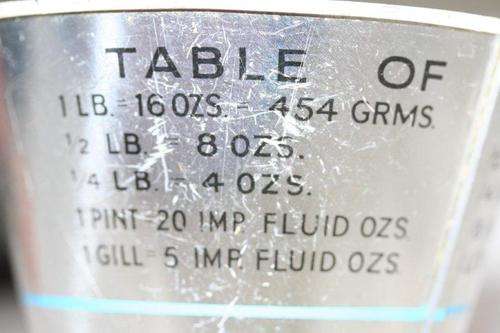 TABLE OF
1 LB. = 16 OZS. = 454 GRMS.
1/2 LB. = 8 OZS.
1/4 LB. = 4 OZS.
1 PINT = 20 IMP. FLUID OZS.
1 GILL = 5 IMP. FLUID OZS.